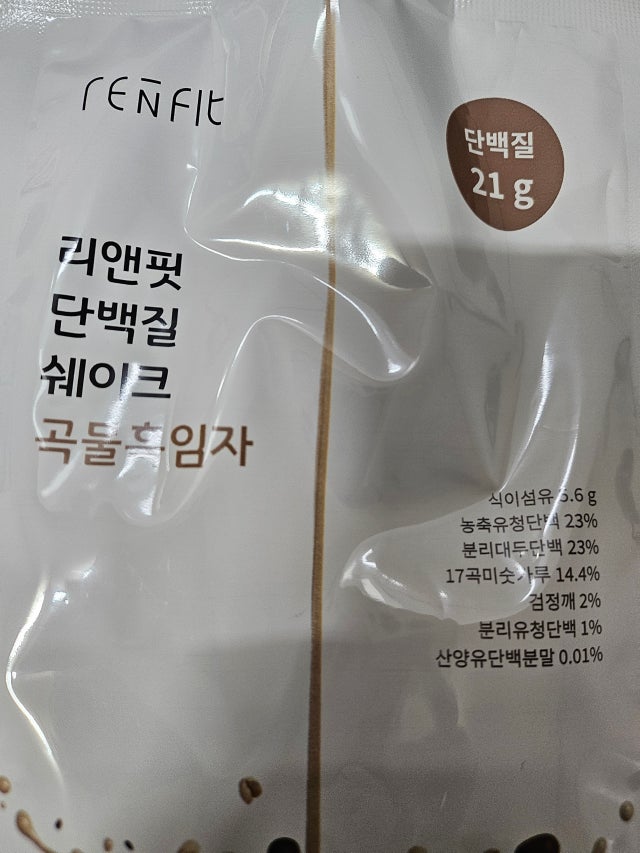 RENFIT
단백질
21 g
리앤핏
단백질
쉐이크
곡물흑임자
식이섬유
농축유청단백 23%
분리대두단백 23%
17곡미숫가루 14.4%
검정깨 2%
분리유청단백 1%
산양유단백분말 0.01%